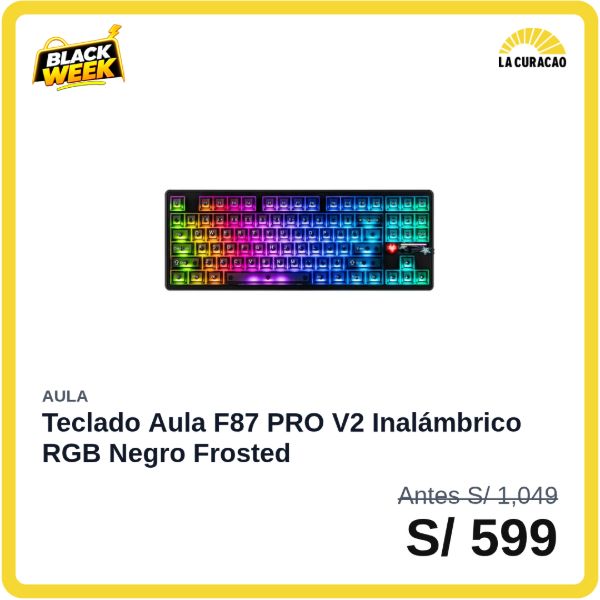 BLACK
WEEK
LA CURACAO
AULA
Teclado Aula F87 PRO V2 Inalámbrico
RGB Negro Frosted
Antes S/ 1,049
S/ 599